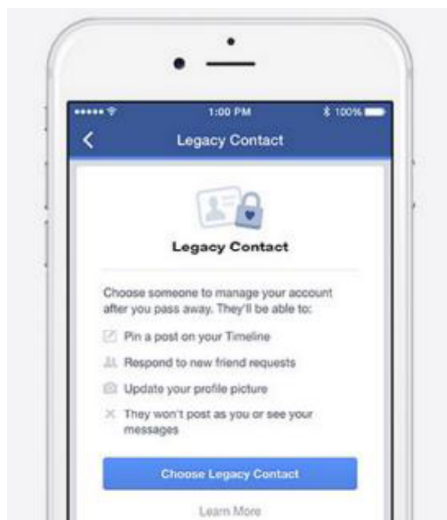 1:00 PM
100%
Legacy Contact
Legacy Contact
Choose someone to manage your account
after you pass away. They'll be able to:
Pin a post on your Timeline
Respond to new friend requests
Update your profile picture
They won't post as you or see your
messages
Choose Legacy Contact
Learn More